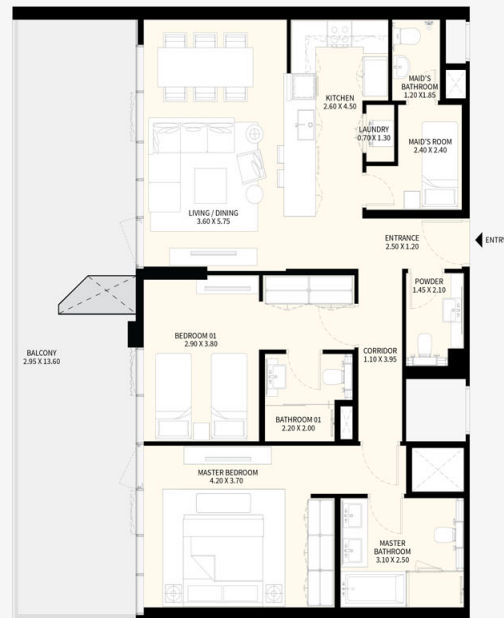 KITCHEN
2.60 X 4.50
MAID'S
BATHROOM
1.20 X1.85
LAUNDRY
0.70 X 1.30
MAID'S ROOM
2.40 X 2.40
LIVING / DINING
3.60 X 5.75
ENTRANCE
2.50 X 1.20
POWDER
1.45 X 2.10
BEDROOM 01
2.90 X 3.80
CORRIDOR
1.10 X 3.95
BALCONY
2.95 X 13.60
BATHROOM 01
2.20 X 2.00
MASTER BEDROOM
4.20 X 3.70
MASTER
BATHROOM
3.10 X 2.50